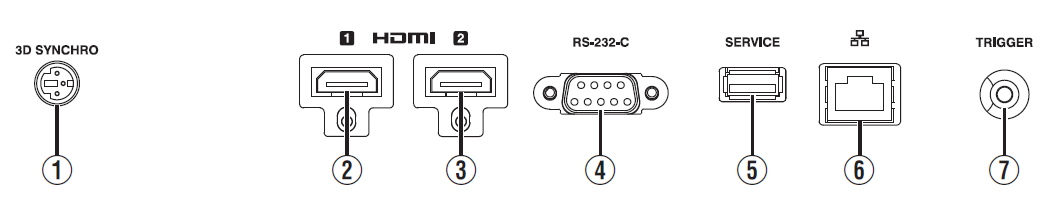 3D SYNCHRO
1 HDMI 2
RS-232-C
SERVICE
TRIGGER
① ② ③ ④ ⑤ ⑥ ⑦